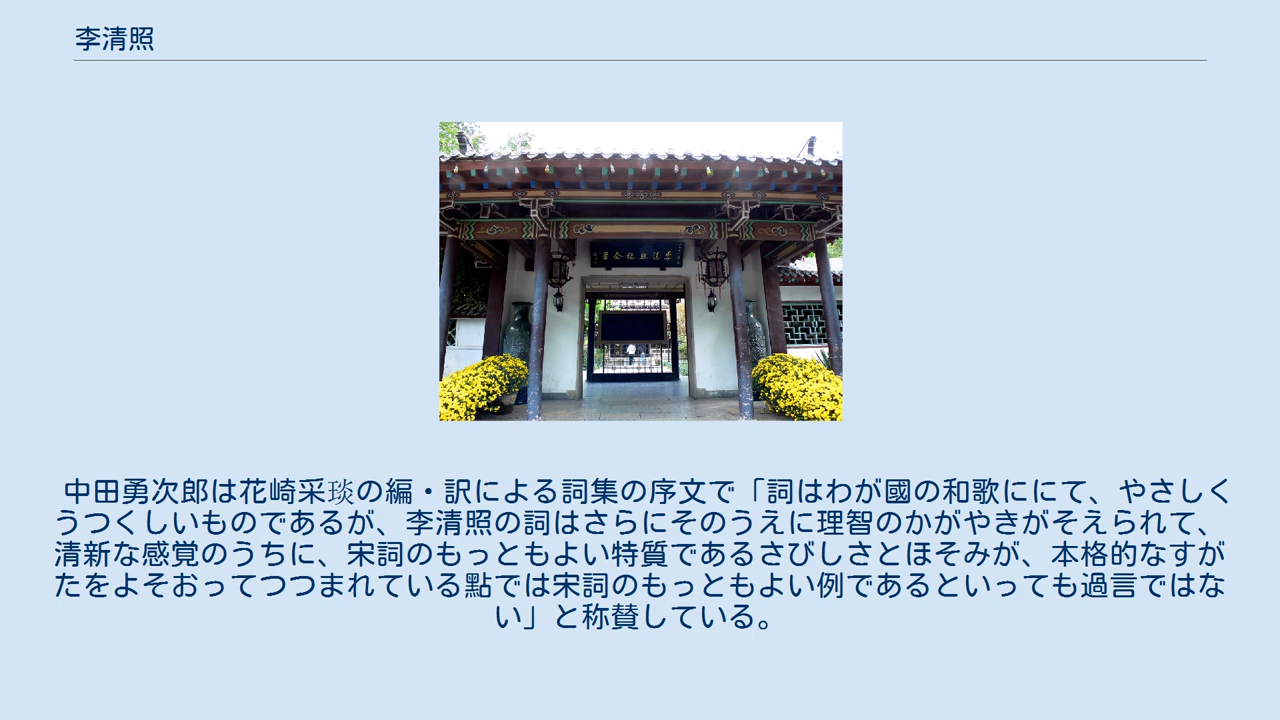 李清照
李清照紀念堂
中田勇次郎は花崎采琰の編・訳による詞集の序文で「詞はわが國の和歌ににて、やさしく
うつくしいものであるが、李清照の詞はさらにそのうえに理智のかがやきがそえられて、
清新な感覚のうちに、宋詞のもっともよい特質であるさびしさとほそみが、本格的なすが
たをよそおってつつまれている點では宋詞のもっともよい例であるといっても過言ではな
い」と称賛している。